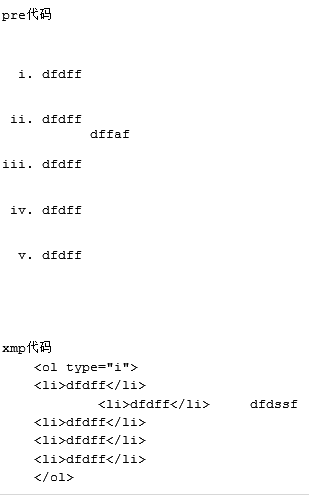 pre代码
i. dfdff
ii. dfdff
dffaf
iii. dfdff
iv. dfdff
v. dfdff
xmp代码
<ol type="i">
<li>dfdff</li>
<li>dfdff</li>     dfdssf
<li>dfdff</li>
<li>dfdff</li>
<li>dfdff</li>
</ol>